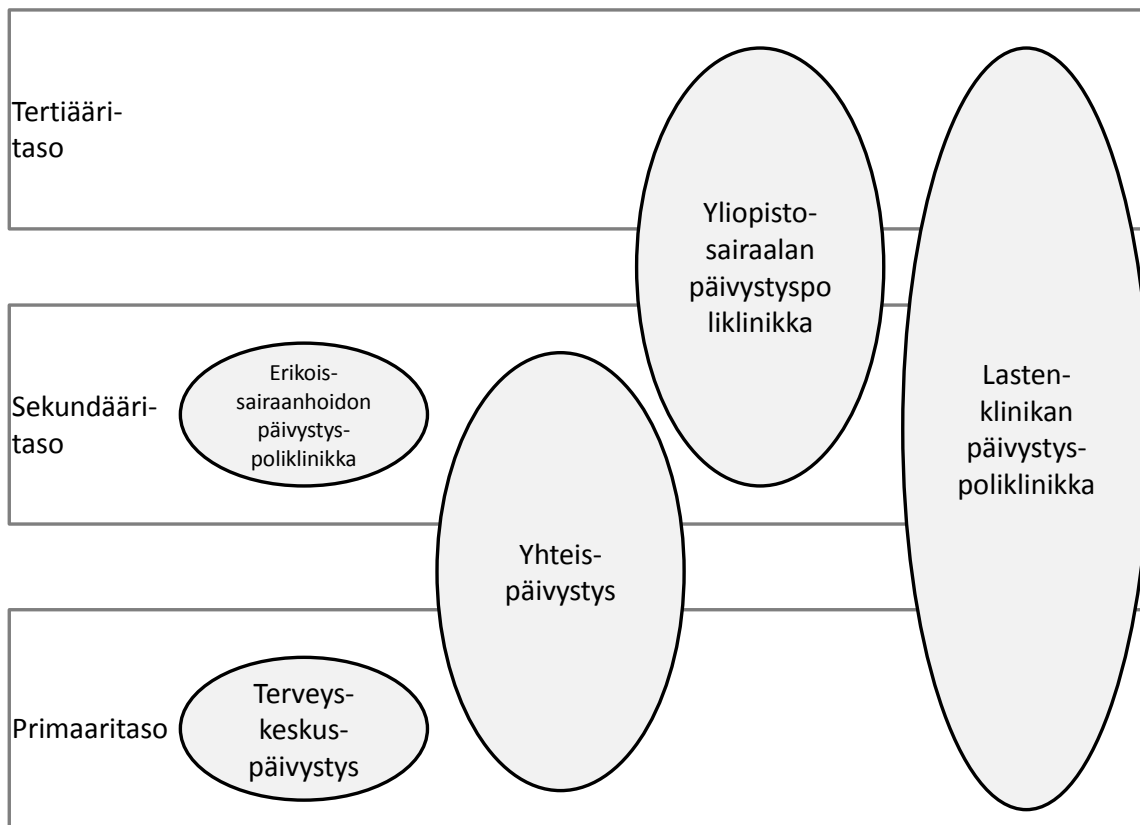 Tertiääri-
taso
Yliopisto-
sairaalan
päivystyspo
liklinikka
Sekundääri-
taso
Erikois-
sairaanhoidon
päivystys-
poliklinikka
Lasten-
klinikan
päivystys-
poliklinikka
Yhteis-
päivystys
Primaaritaso
Terveys-
keskus-
päivystys